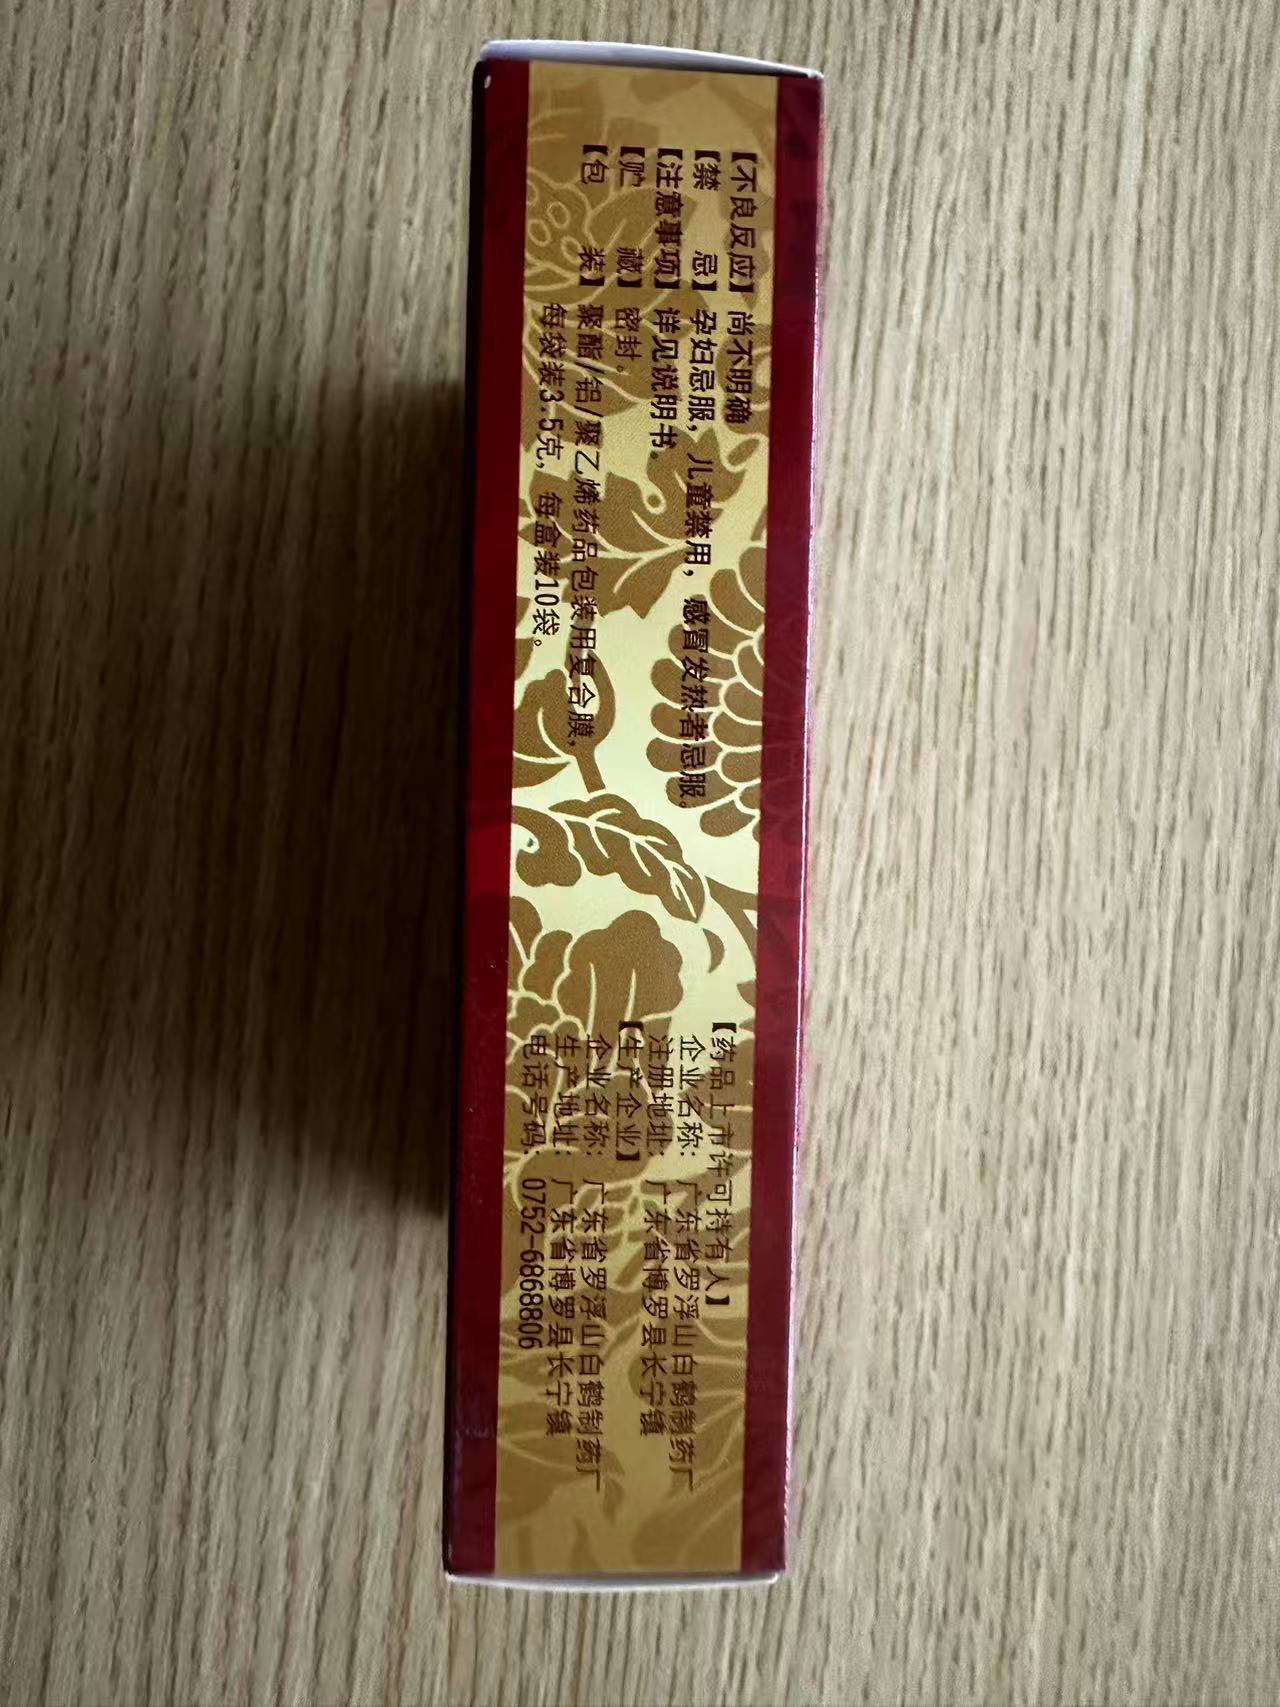 【不良反应】尚不明确
【禁 忌】孕妇忌服，儿童禁用，感冒发热者忌服。
【注意事项】详见说明书。
【贮 藏】密封。
【包 装】聚酯/铝/聚乙烯药品包装用复合膜，
每袋装3.5克，每盒装10袋。
【药品上市许可持有人】
企业名称：广东省罗浮山白鹤制药厂
注册地址：广东省博罗县长宁镇
【生产企业】
企业名称：广东省罗浮山白鹤制药厂
生产地址：广东省博罗县长宁镇
电话号码：0752-6868806